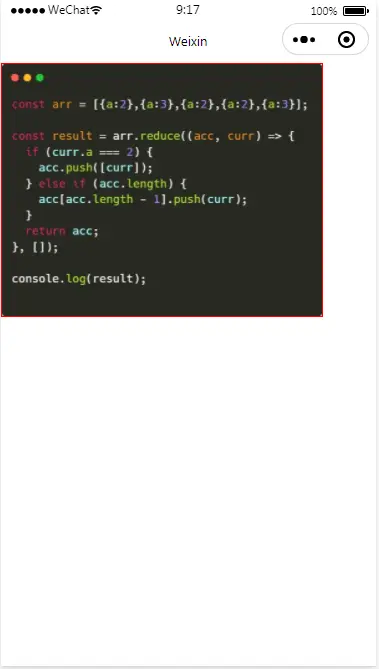 WeChat
9:17
100%
Weixin
const arr = [{a:2},{a:3},{a:2},{a:2},{a:3}];
const result = arr.reduce((acc, curr) => {
  if (curr.a === 2) {
    acc.push([curr]);
  } else if (acc.length) {
    acc[acc.length - 1].push(curr);
  }
  return acc;
}, []);
console.log(result);